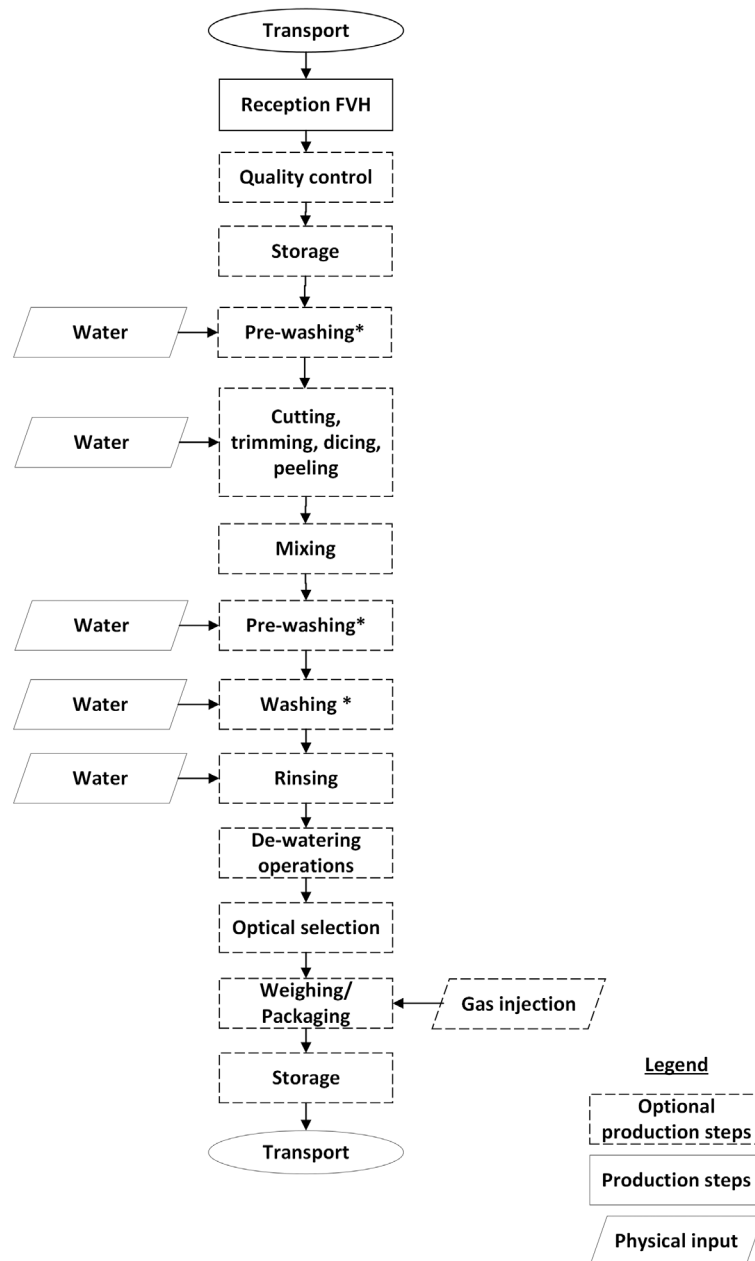 Transport
Reception FVH
Quality control
Storage
Water
Pre-washing*
Water
Cutting,
trimming, dicing,
peeling
Mixing
Water
Pre-washing*
Water
Washing *
Water
Rinsing
De-watering
operations
Optical selection
Weighing/
Packaging
Gas injection
Storage
Transport
Legend
Optional
production steps
Production steps
Physical input